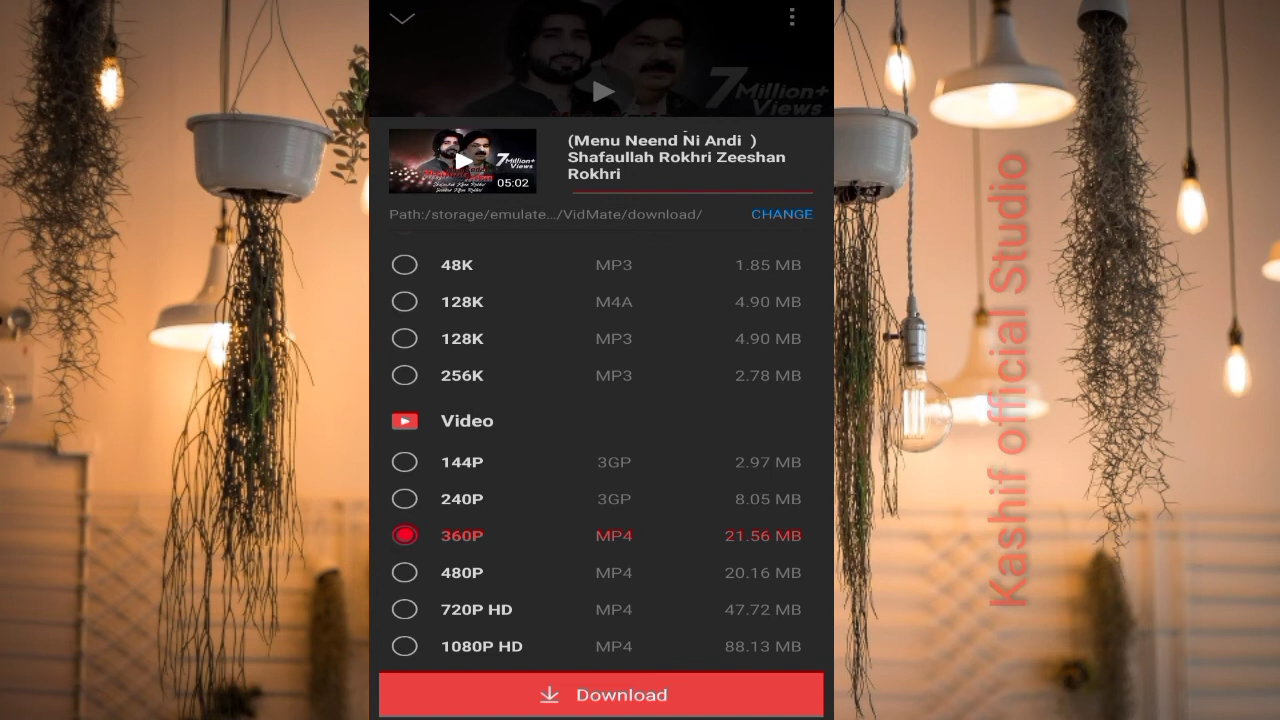 7 Million+
Views
(Menu Neend Ni Andi )
Shafaullah Rokhri Zeeshan
Rokhri
7 Million+
Views
05:02
Path:/storage/emulate.../VidMate/download/ CHANGE
48K MP3 1.85 MB
128K M4A 4.90 MB
128K MP3 4.90 MB
256K MP3 2.78 MB
Video
144P 3GP 2.97 MB
240P 3GP 8.05 MB
360P MP4 21.56 MB
480P MP4 20.16 MB
720P HD MP4 47.72 MB
1080P HD MP4 88.13 MB
Download
Kashif official Studio